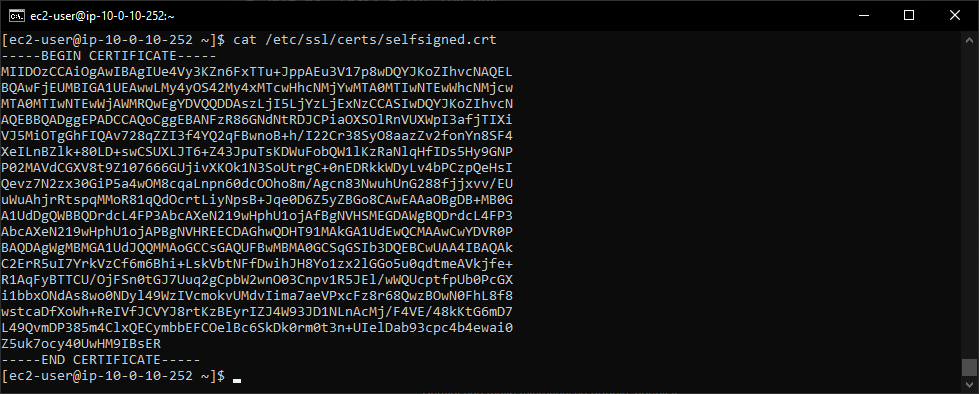 ec2-user@ip-10-0-10-252:~
[ec2-user@ip-10-0-10-252 ~]$ cat /etc/ssl/certs/selfsigned.crt
-----BEGIN CERTIFICATE-----
MIIDOzCCAiOgAwIBAgIUe4Vy3KZn6FxTTu+JppAEu3V17p8wDQYJKoZIhvcNAQEL
BQAwFjEUMBIGA1UEAwwLMy4yOS42My4xMTcwHhcNMjYwMTA0MTIwNTEwWhcNMjcw
MTA0MTIwNTEwWjAWMRQwEgYDVQQDDAszLjI5LjYzLjExNzCCASIwDQYJKoZIhvcN
AQEBBQADggEPADCCAQoCggEBANFzR86GNdNtRDJCPiaOXSOlRnVUXWpI3afjTIXi
VJ5MiOTgGhFIQAv728qZZI3f4YQ2qFBwnoB+h/I22Cr38SyO8aazZv2fonYn8SF4
XeILnBZlk+80LD+swCSUXLJT6+Z43JpuTsKDWuFobQW1lKzRaNlqHfIDs5Hy9GNP
P02MAVdCGXV8t9Z107666GUjivXKOk1N3SoUtrgC+0nEDRkkWDyLv4bPCzpQeHsI
Qevz7N2zx30GiP5a4wOM8cqaLnpn60dcOOho8m/Agcn83NwuhUnG288fjjxvv/EU
uWuAhjrRtspqMMoR81qQdOcrtLiyNpsB+Jqe0D6Z5yZBGo8CAwEAAaOBgDB+MB0G
A1UdDgQWBBQDrdcL4FP3AbcAXeN219wHphU1ojAfBgNVHSMEGDAWgBQDrdcL4FP3
AbcAXeN219wHphU1ojAPBgNVHREECDAGhwQDHT91MAkGA1UdEwQCMAAwCwYDVR0P
BAQDAgWgMBMGA1UdJQQMMAoGCCsGAQUFBwMBMA0GCSqGSIb3DQEBCwUAA4IBAQAk
C2ErR5uI7YrkVzCf6m6Bhi+LskVbtNFfDwihJH8Yo1zx2lGGo5u0qdtmeAVkjfe+
R1AqFyBTTCU/OjFSn0tGJ7Uuq2gCpbW2wnO03Cnpv1R5JEl/wWQUcptfpUb0PcGX
i1bbxONdAs8wo0NDyl49WzIVcmokvUMdvIima7aeVPxcFz8r68QwzBOwN0FhL8f8
wstcaDfXoWh+ReIVfJCVYJ8rtKzBEyrIZJ4W93JD1NLnAcMj/F4VE/48kKtG6mD7
L49QvmDP385m4ClxQECymbbEFCOelBc6SkDk0rm0t3n+UIelDab93cpc4b4ewai0
Z5uk7ocy40UwHM9IBsER
-----END CERTIFICATE-----
[ec2-user@ip-10-0-10-252 ~]$